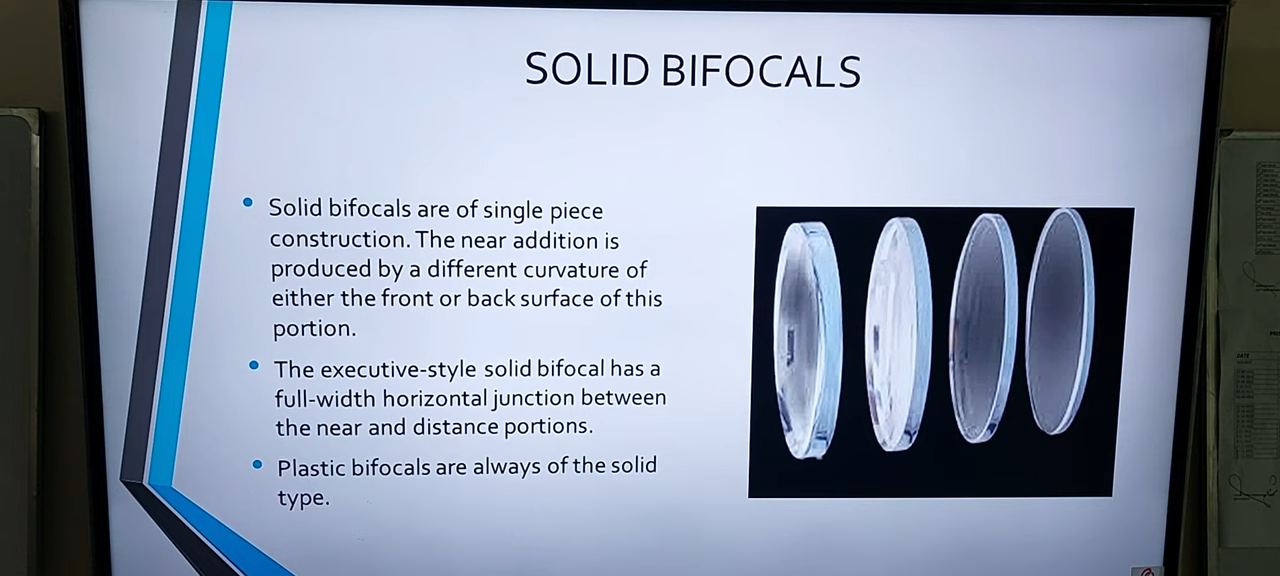 SOLID BIFOCALS
• Solid bifocals are of single piece
construction. The near addition is
produced by a different curvature of
either the front or back surface of this
portion.
• The executive-style solid bifocal has a
full-width horizontal junction between
the near and distance portions.
• Plastic bifocals are always of the solid
type.
DATE